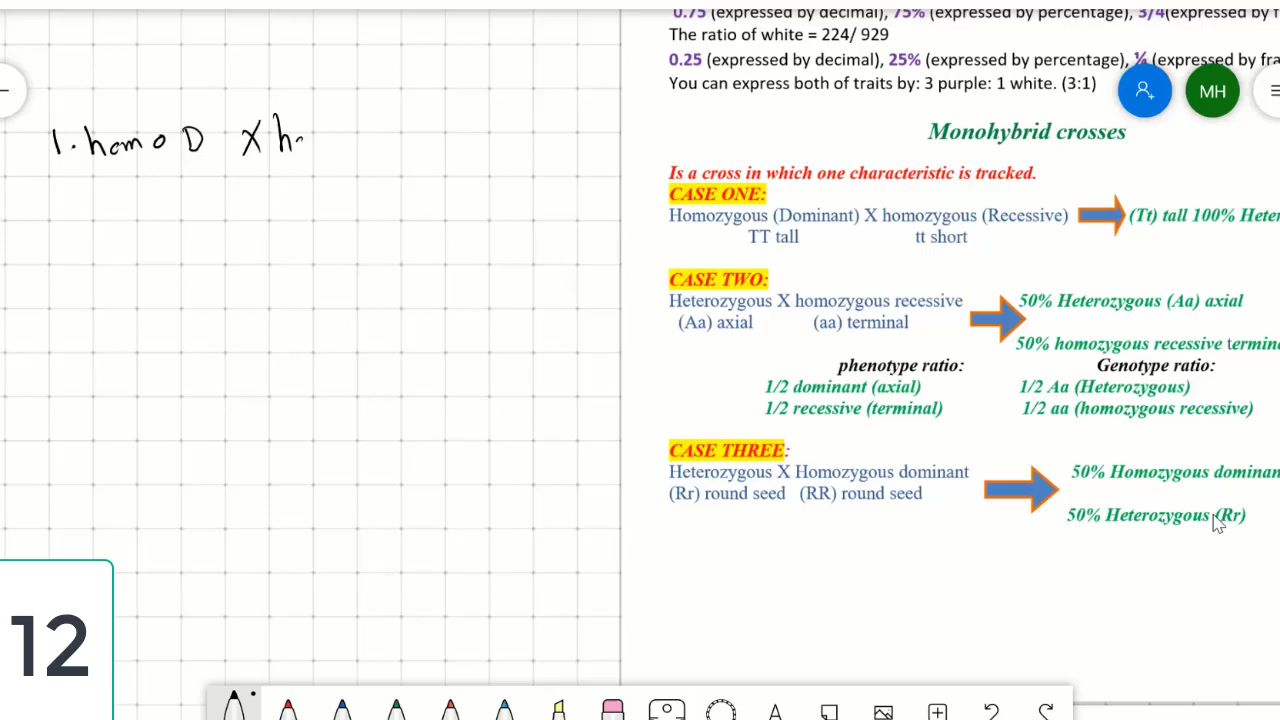 1. homo D X h
0.75 (expressed by decimal), 75% (expressed by percentage), 3/4(expressed by f
The ratio of white = 224/ 929
0.25 (expressed by decimal), 25% (expressed by percentage), ¼ (expressed by fra
You can express both of traits by: 3 purple: 1 white. (3:1)
MH
Monohybrid crosses
Is a cross in which one characteristic is tracked.
CASE ONE:
Homozygous (Dominant) X homozygous (Recessive) (Tt) tall 100% Heter
TT tall tt short
CASE TWO:
Heterozygous X homozygous recessive 50% Heterozygous (Aa) axial
(Aa) axial (aa) terminal
50% homozygous recessive termina
phenotype ratio: Genotype ratio:
1/2 dominant (axial) 1/2 Aa (Heterozygous)
1/2 recessive (terminal) 1/2 aa (homozygous recessive)
CASE THREE:
Heterozygous X Homozygous dominant 50% Homozygous dominan
(Rr) round seed (RR) round seed
50% Heterozygous (Rr)
12
A